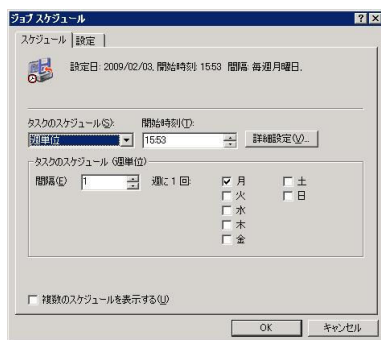 ジョブ スケジュール
スケジュール 設定
設定日: 2009/02/03, 開始時刻: 15:53 間隔: 毎週月曜日.
タスクのスケジュール(S): 開始時刻(T):
週単位 15:53 詳細設定(V)...
タスクのスケジュール (週単位)
間隔(E) 1 週に 1 回: 月 土
火 日
水
木
金
複数のスケジュールを表示する(U)
OK キャンセル